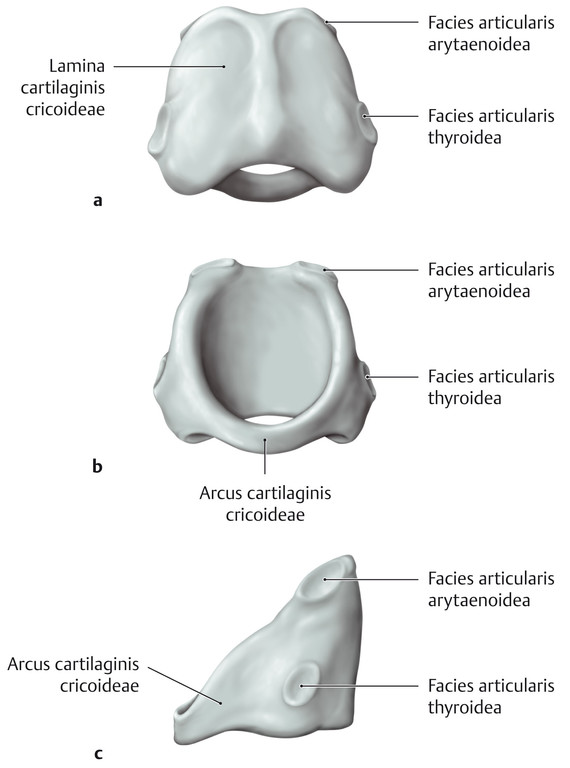 Facies articularis
arytaenoidea
Lamina
cartilaginis
cricoideae
Facies articularis
thyroidea
a
Facies articularis
arytaenoidea
Facies articularis
thyroidea
b
Arcus cartilaginis
cricoideae
Facies articularis
arytaenoidea
Arcus cartilaginis
cricoideae
Facies articularis
thyroidea
c